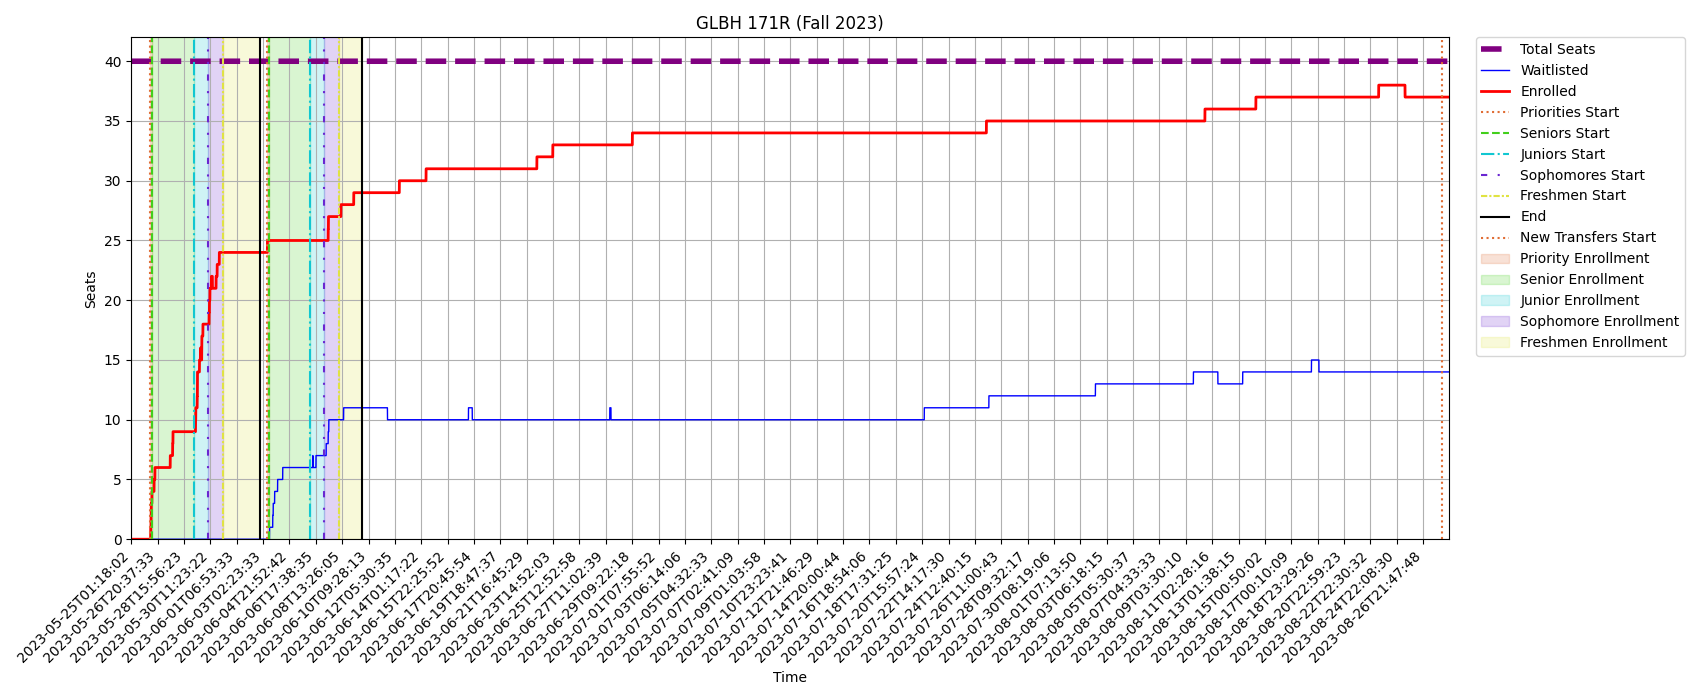 GLBH 171R (Fall 2023)
Seats
40
35
30
25
20
15
10
5
0
2023-05-25T01:18:02
2023-05-26T20:37:33
2023-05-28T15:56:23
2023-05-30T11:23:22
2023-06-01T06:53:33
2023-06-03T02:23:33
2023-06-04T21:52:42
2023-06-06T17:38:35
2023-06-08T13:26:05
2023-06-10T09:28:13
2023-06-12T05:30:35
2023-06-14T01:17:22
2023-06-15T22:25:52
2023-06-17T20:45:54
2023-06-19T18:47:37
2023-06-21T16:45:29
2023-06-23T14:52:03
2023-06-25T12:52:58
2023-06-27T11:02:39
2023-06-29T09:22:18
2023-07-01T07:55:52
2023-07-03T06:14:06
2023-07-05T04:32:33
2023-07-07T02:41:09
2023-07-09T01:03:58
2023-07-10T23:23:41
2023-07-12T21:46:29
2023-07-14T20:00:44
2023-07-16T18:54:06
2023-07-18T17:31:25
2023-07-20T15:57:24
2023-07-22T14:17:30
2023-07-24T12:40:15
2023-07-26T11:00:43
2023-07-28T09:32:17
2023-07-30T08:19:06
2023-08-01T07:13:50
2023-08-03T06:18:15
2023-08-05T05:30:37
2023-08-07T04:33:33
2023-08-09T03:30:10
2023-08-11T02:28:16
2023-08-13T01:38:15
2023-08-15T00:50:02
2023-08-17T00:10:09
2023-08-18T23:29:26
2023-08-20T22:59:23
2023-08-22T22:30:32
2023-08-24T22:08:30
2023-08-26T21:47:48
Time
Total Seats
Waitlisted
Enrolled
Priorities Start
Seniors Start
Juniors Start
Sophomores Start
Freshmen Start
End
New Transfers Start
Priority Enrollment
Senior Enrollment
Junior Enrollment
Sophomore Enrollment
Freshmen Enrollment